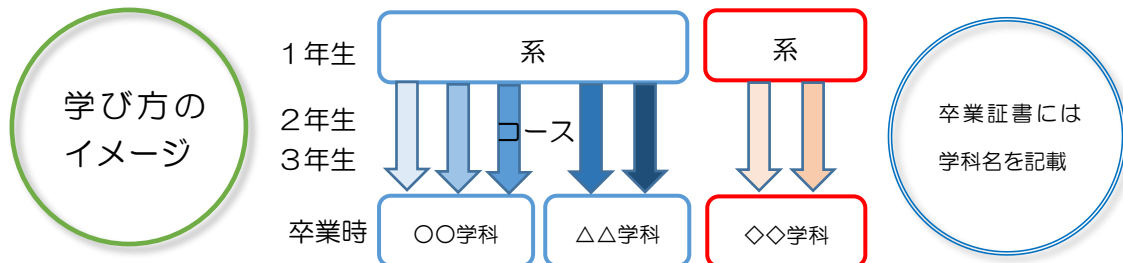 学び方の
イメージ
1年生
系
系
2年生
コース
3年生
卒業時
〇〇学科
△△学科
◇◇学科
卒業証書には
学科名を記載